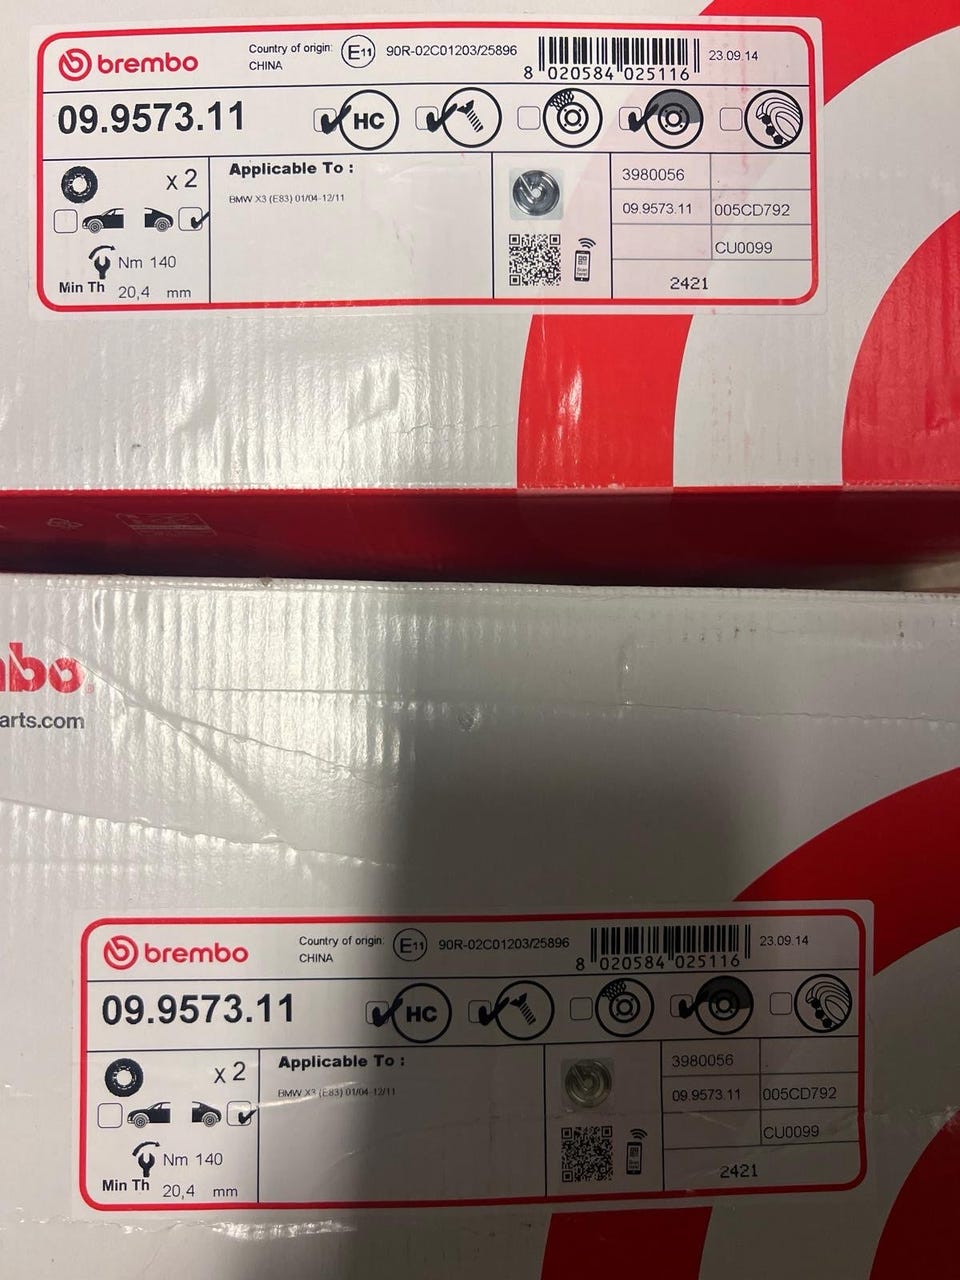 brembo
Country of origin:
CHINA
E11
90R-02C01203/25896
8 020584 025116
23.09.14
09.9573.11
HC
x 2
Applicable To :
BMW X3 (E83) 01/04-12/11
Nm 140
Min Th 20,4 mm
Scan here!
3980056
09.9573.11 005CD792
CU0099
2421
mbo
arts.com
brembo
Country of origin:
CHINA
E11
90R-02C01203/25896
8 020584 025116
23.09.14
09.9573.11
HC
x 2
Applicable To :
BMW X3 (E83) 01/04-12/11
Nm 140
Min Th 20,4 mm
Scan here!
3980056
09.9573.11 005CD792
CU0099
2421